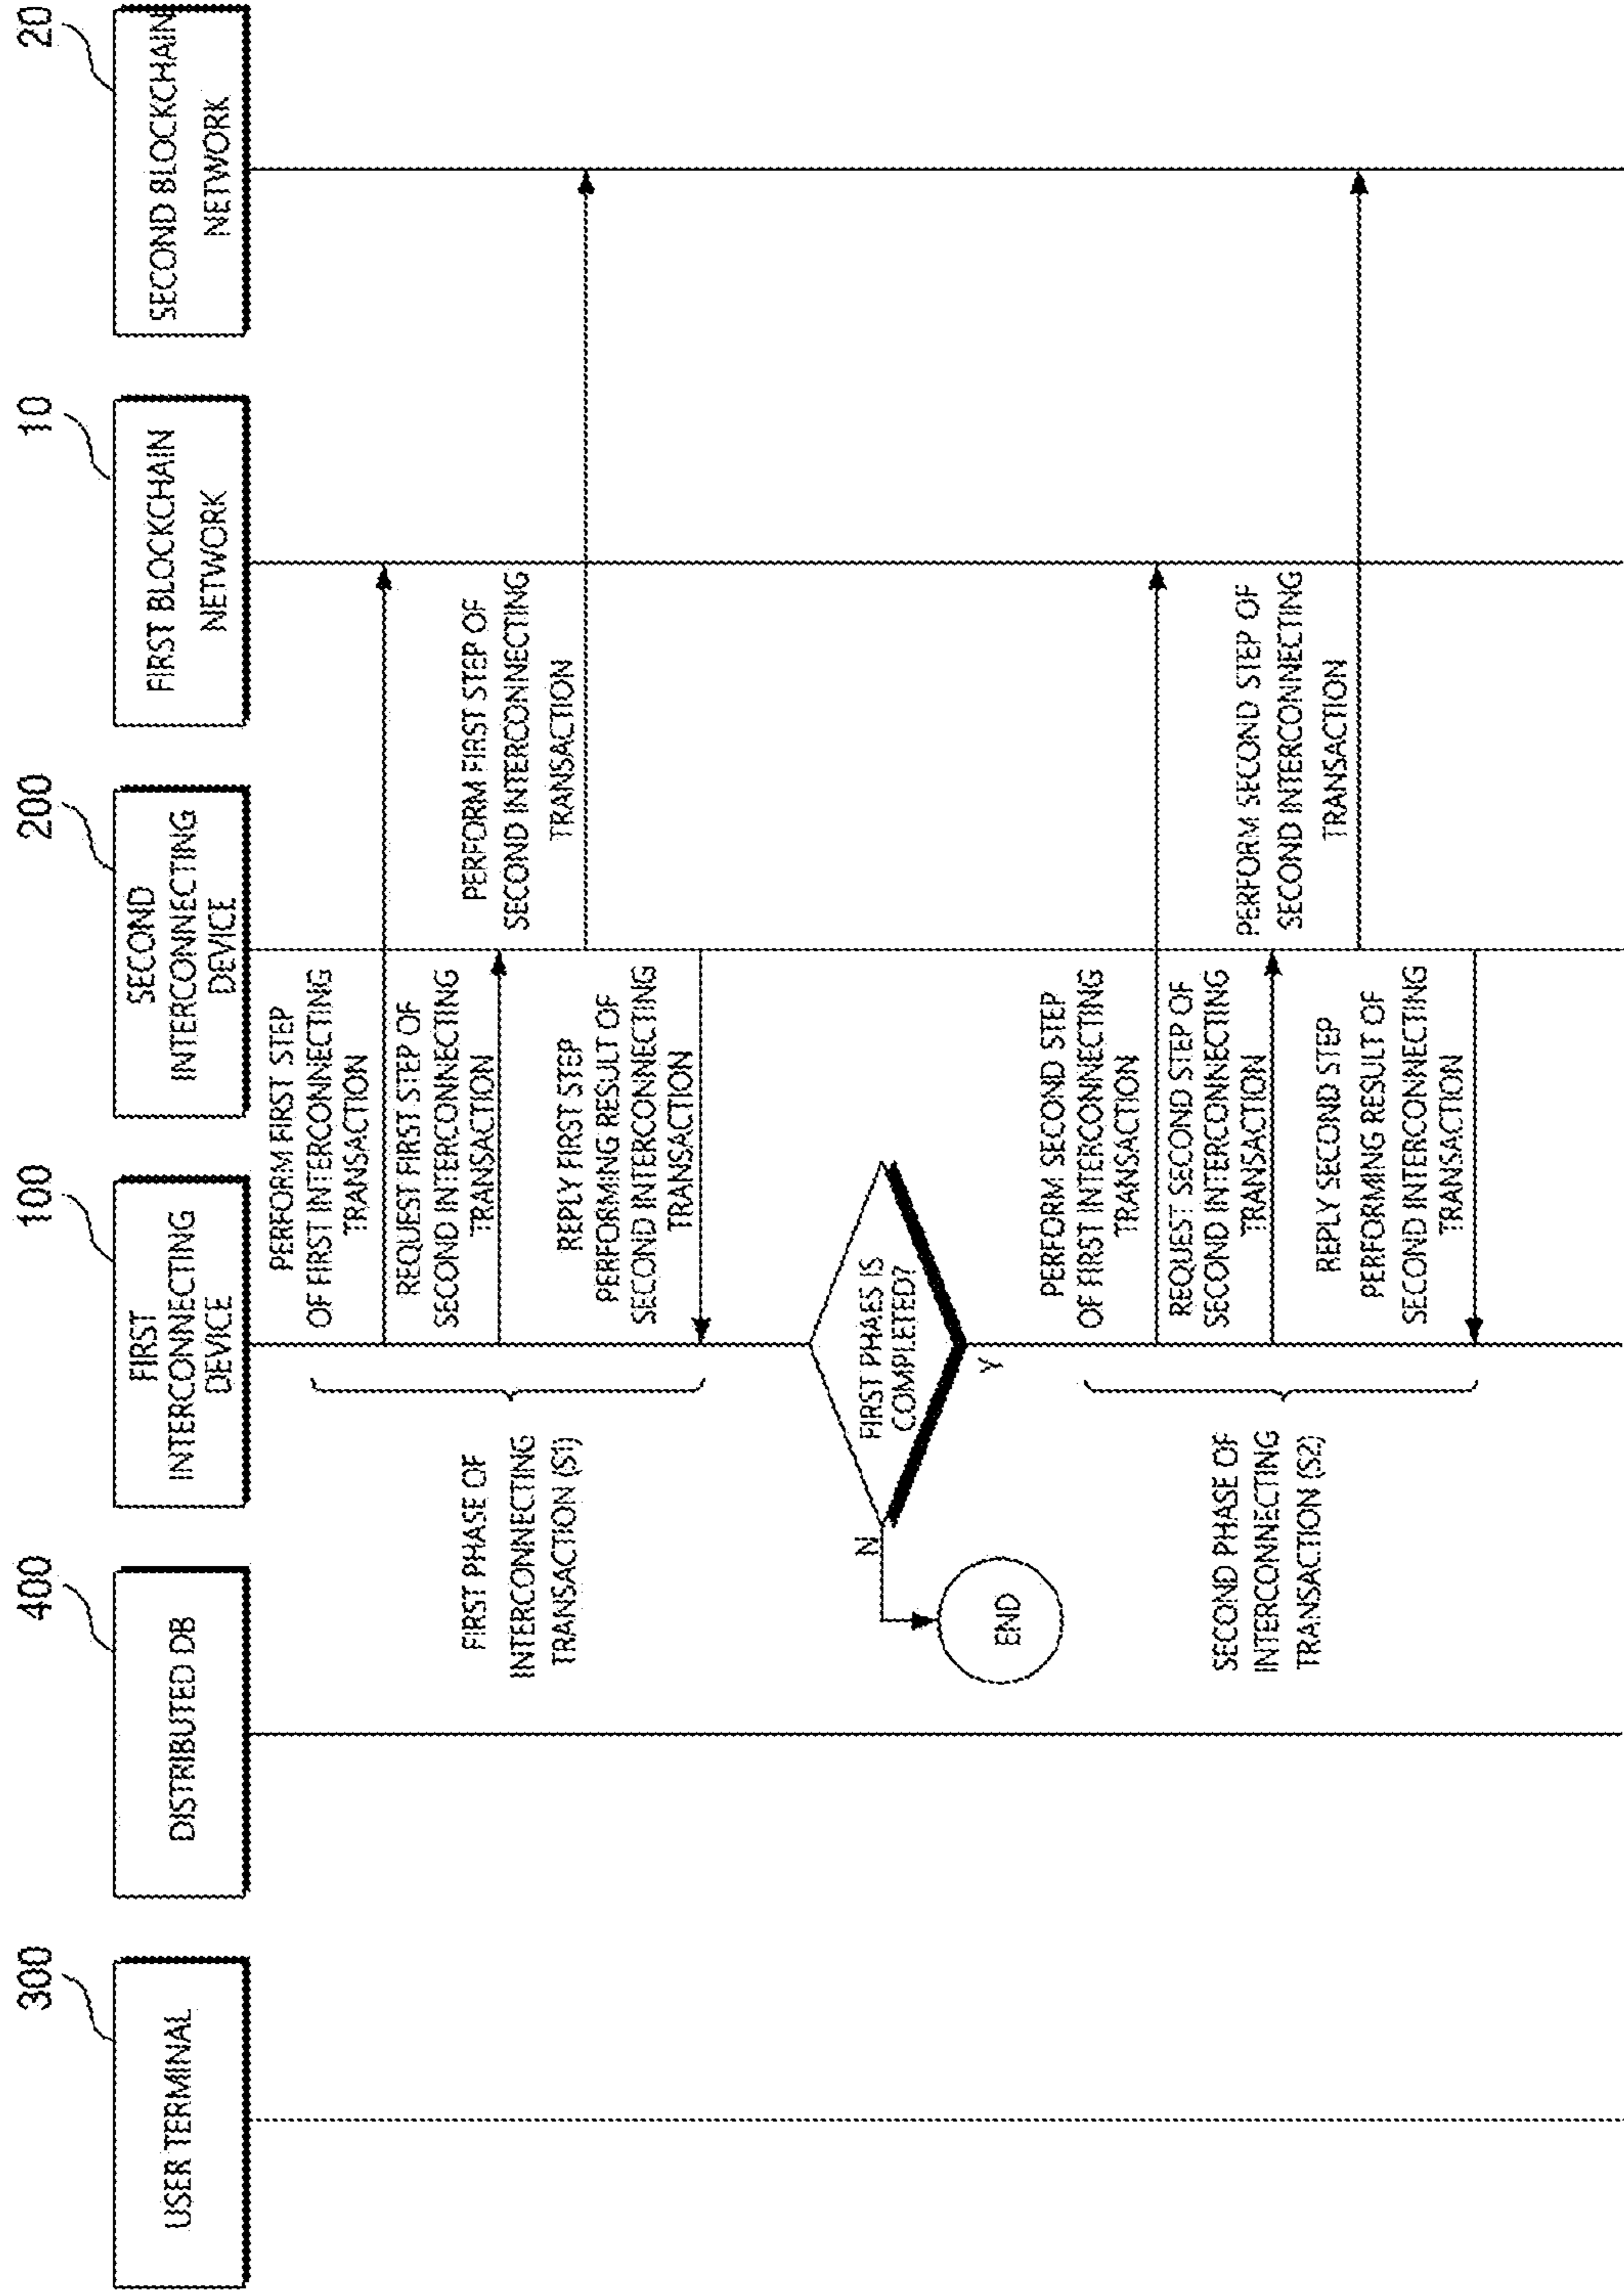 300
USER TERMINAL
400
DISTRIBUTED DB
100
FIRST
INTERCONNECTING
DEVICE
200
SECOND
INTERCONNECTING
DEVICE
10
FIRST BLOCKCHAIN
NETWORK
20
SECOND BLOCKCHAIN
NETWORK
PERFORM FIRST STEP
OF FIRST INTERCONNECTING
TRANSACTION
REQUEST FIRST STEP OF
SECOND INTERCONNECTING
TRANSACTION
PERFORM FIRST STEP OF
SECOND INTERCONNECTING
TRANSACTION
REPLY FIRST STEP
PERFORMING RESULT OF
SECOND INTERCONNECTING
TRANSACTION
FIRST PHASE OF
INTERCONNECTING
TRANSACTION (S1)
FIRST PHAES IS
COMPLETED?
N
Y
END
PERFORM SECOND STEP
OF FIRST INTERCONNECTING
TRANSACTION
REQUEST SECOND STEP OF
SECOND INTERCONNECTING
TRANSACTION
PERFORM SECOND STEP OF
SECOND INTERCONNECTING
TRANSACTION
REPLY SECOND STEP
PERFORMING RESULT OF
SECOND INTERCONNECTING
TRANSACTION
SECOND PHASE OF
INTERCONNECTING
TRANSACTION (S2)